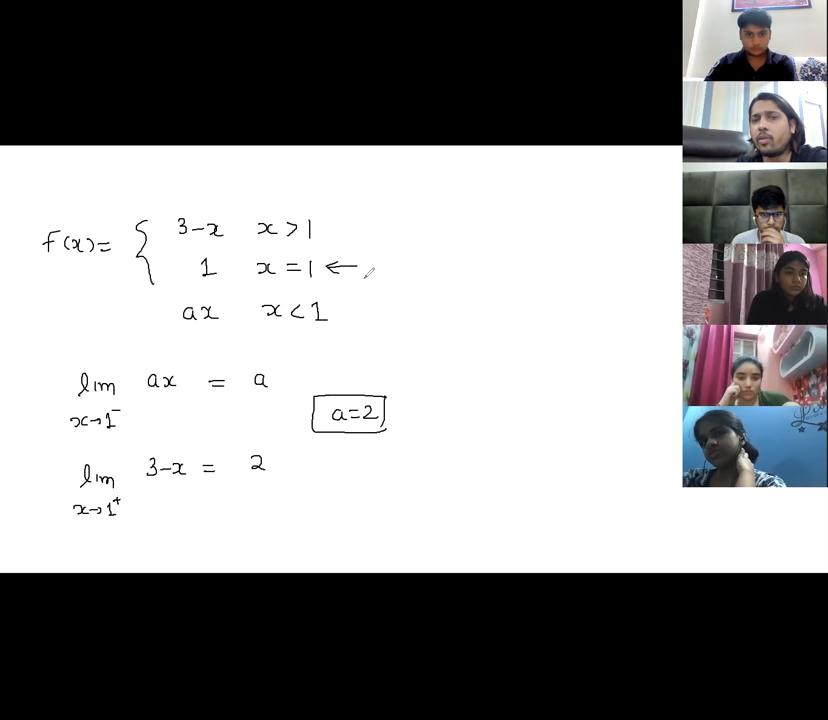 F(x) = { 3-x x > 1
1 x = 1 ←
ax x < 1
lim ax = a
x→1⁻
a=2
lim 3-x = 2
x→1⁺